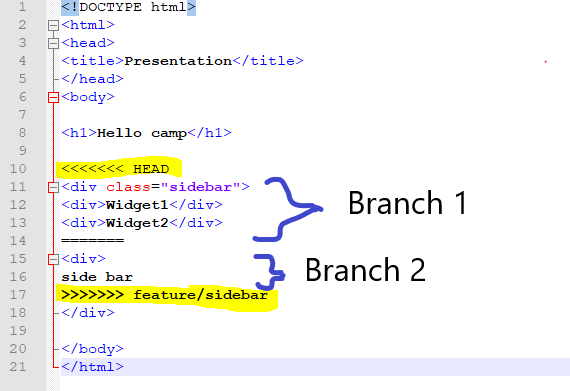 1 <!DOCTYPE html>
2 <html>
3 <head>
4 <title>Presentation</title>
5 </head>
6 <body>
7
8 <h1>Hello camp</h1>
9
10 <<<<<<< HEAD
11 <div class="sidebar">
12 <div>Widget1</div>
13 <div>Widget2</div>
Branch 1
14 =======
15 <div>
16 side bar
Branch 2
17 >>>>>>> feature/sidebar
18 </div>
19
20 </body>
21 </html>